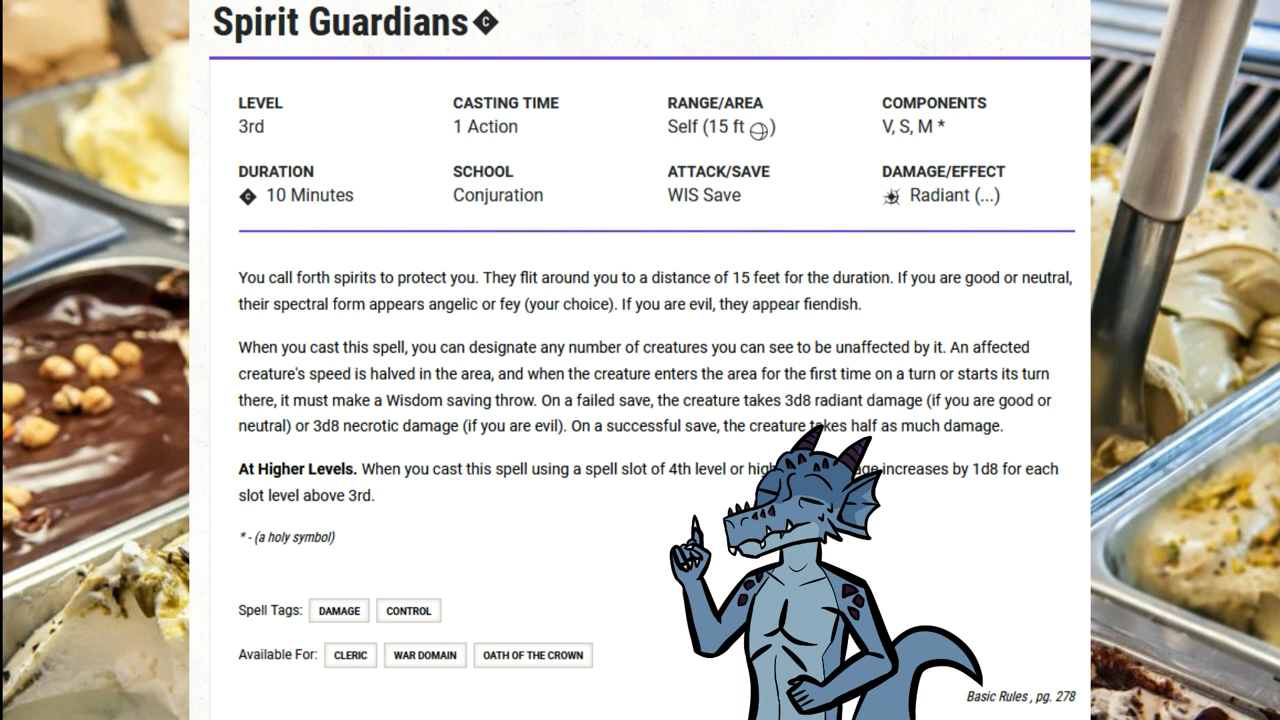 Spirit Guardians C
LEVEL CASTING TIME RANGE/AREA COMPONENTS
3rd 1 Action Self (15 ft ) V, S, M *
DURATION SCHOOL ATTACK/SAVE DAMAGE/EFFECT
C 10 Minutes Conjuration WIS Save Radiant (...)
You call forth spirits to protect you. They flit around you to a distance of 15 feet for the duration. If you are good or neutral,
their spectral form appears angelic or fey (your choice). If you are evil, they appear fiendish.
When you cast this spell, you can designate any number of creatures you can see to be unaffected by it. An affected
creature's speed is halved in the area, and when the creature enters the area for the first time on a turn or starts its turn
there, it must make a Wisdom saving throw. On a failed save, the creature takes 3d8 radiant damage (if you are good or
neutral) or 3d8 necrotic damage (if you are evil). On a successful save, the creature takes half as much damage.
At Higher Levels. When you cast this spell using a spell slot of 4th level or increases by 1d8 for each
slot level above 3rd.
* - (a holy symbol)
Spell Tags: DAMAGE CONTROL
Available For: CLERIC WAR DOMAIN OATH OF THE CROWN
Basic Rules , pg. 278